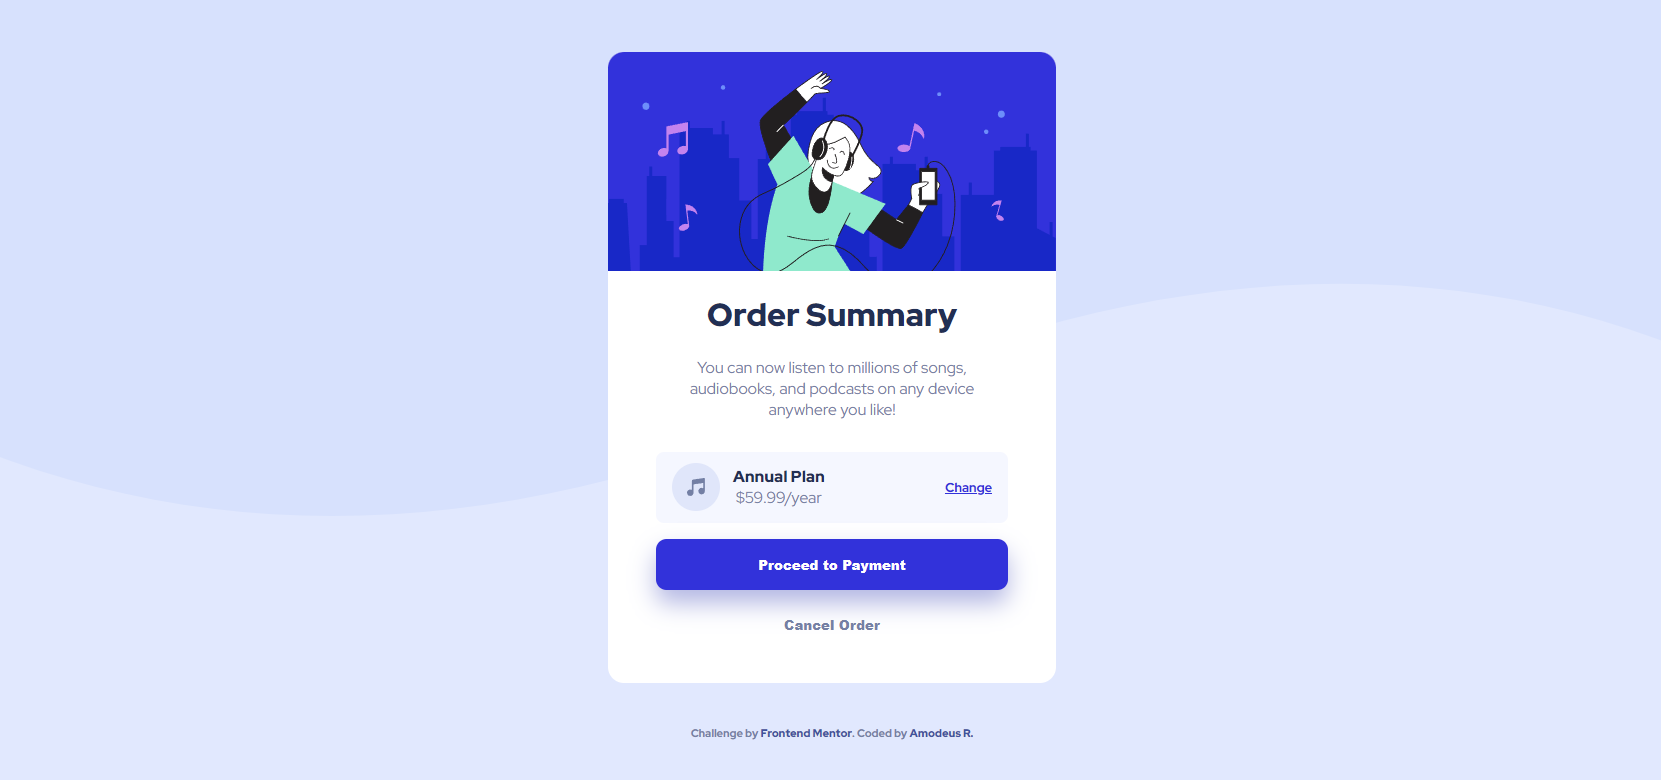 Order Summary
You can now listen to millions of songs,
audiobooks, and podcasts on any device
anywhere you like!
Annual Plan
$59.99/year
Change
Proceed to Payment
Cancel Order
Challenge by Frontend Mentor. Coded by Amodeus R.